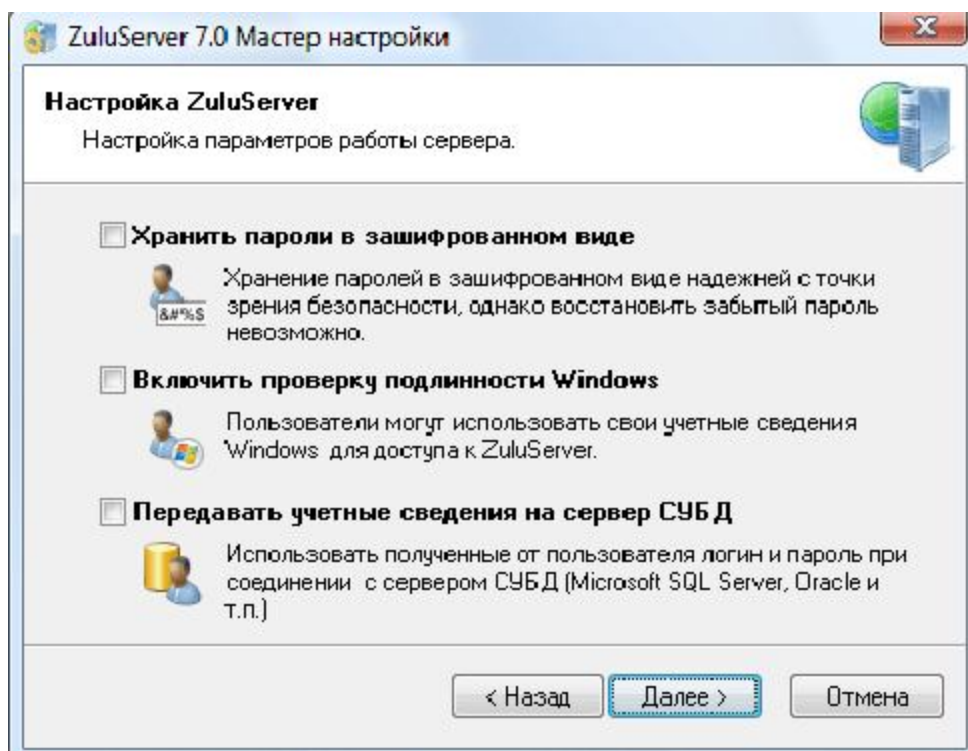 ZuluServer 7.0 Мастер настройки
Настройка ZuluServer
Настройка параметров работы сервера.
Хранить пароли в зашифрованном виде
Хранение паролей в зашифрованном виде надежней с точки
зрения безопасности, однако восстановить забытый пароль
невозможно.
&#%$
Включить проверку подлинности Windows
Пользователи могут использовать свои учетные сведения
Windows для доступа к ZuluServer.
Передавать учетные сведения на сервер СУБД
Использовать полученные от пользователя логин и пароль при
соединении с сервером СУБД (Microsoft SQL Server, Oracle и
т.п.)
< Назад
Далее >
Отмена